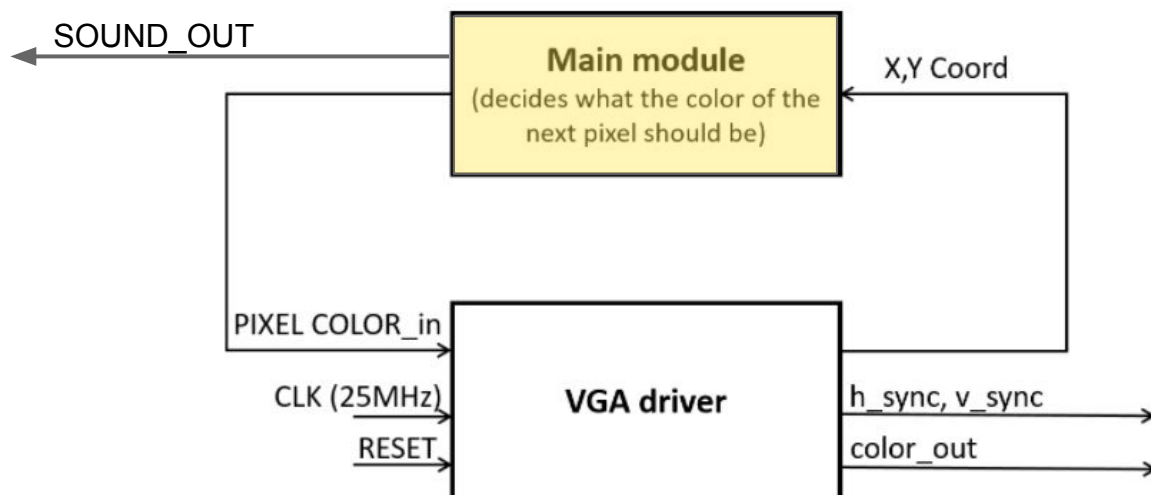 SOUND_OUT
Main module
(decides what the color of the
next pixel should be)
X,Y Coord
PIXEL COLOR_in
CLK (25MHz)
RESET
VGA driver
h_sync, v_sync
color_out